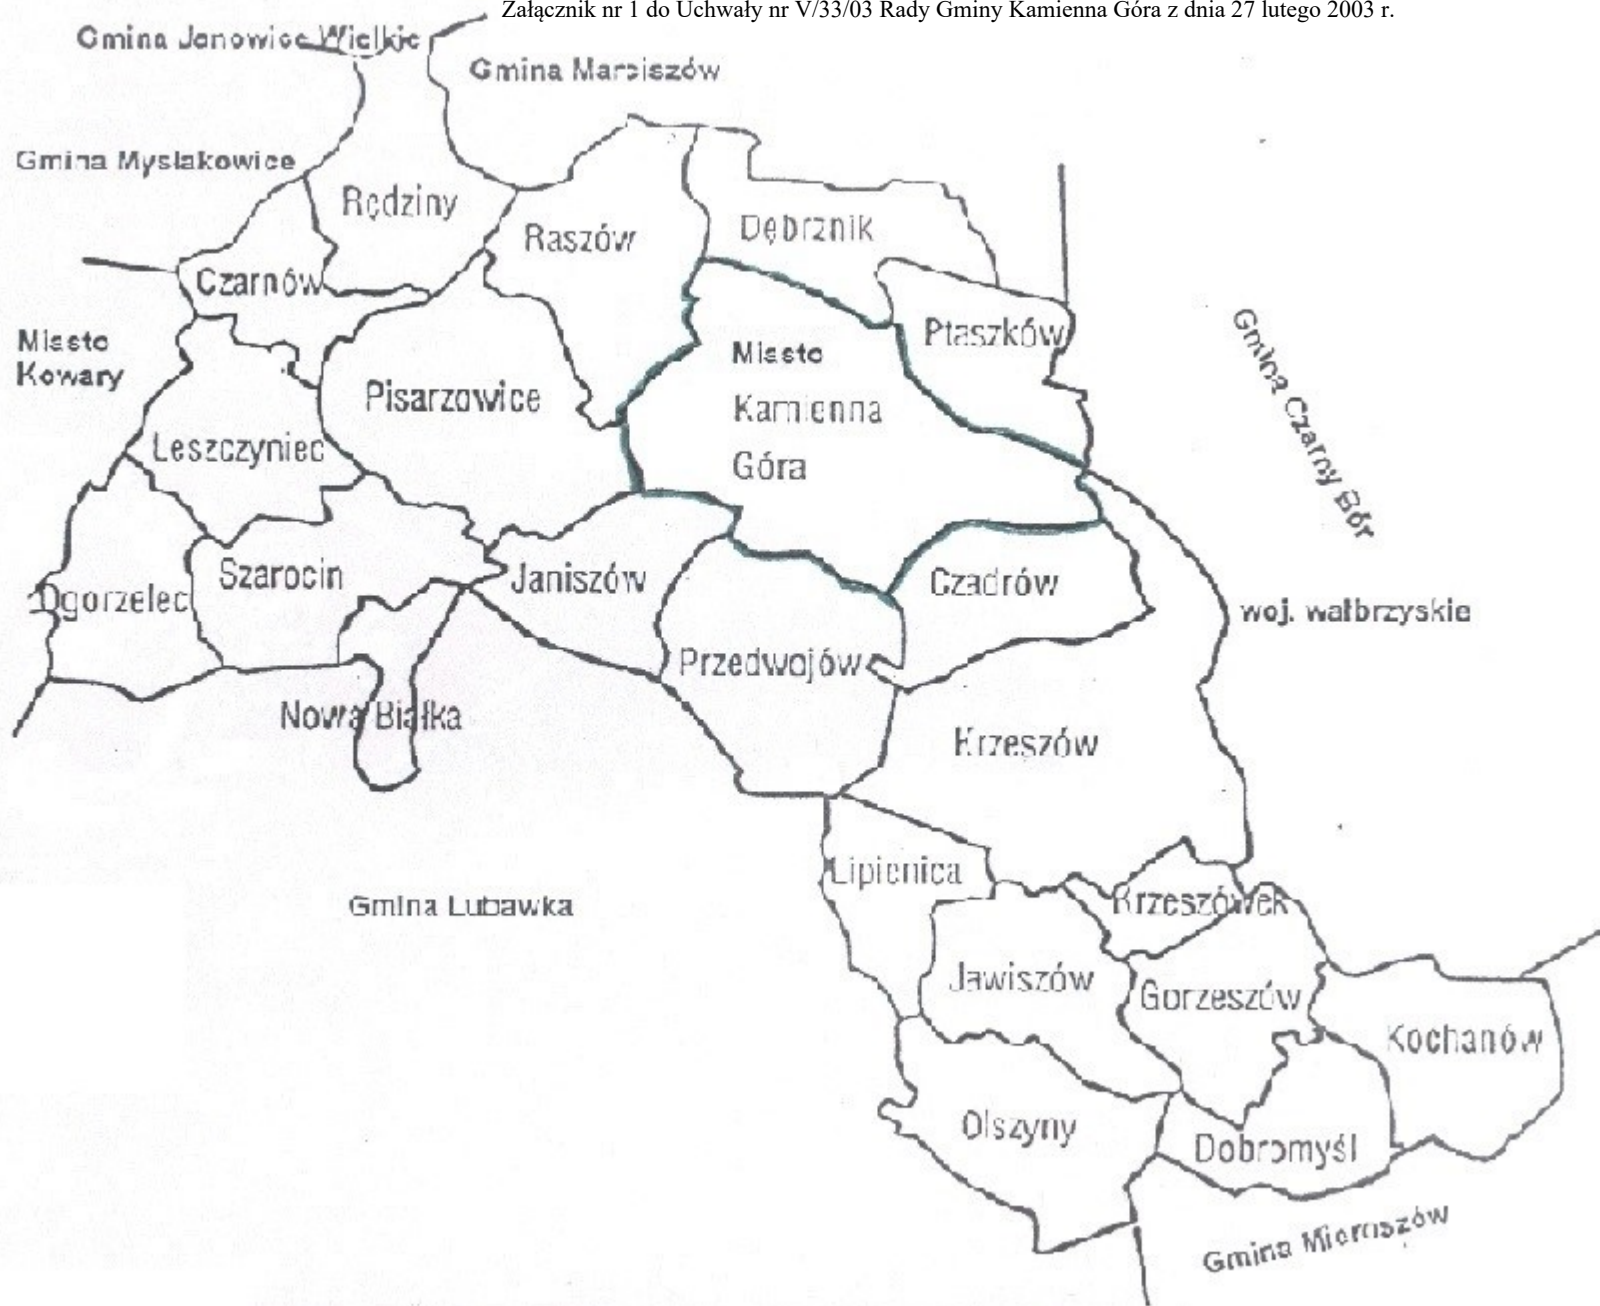 Załącznik nr 1 do Uchwały nr V/33/03 Rady Gminy Kamienna Góra z dnia 27 lutego 2003 r.
Gmina Janowice Wielkie
Gmina Marciszów
Gmina Mysłakowice
Rędziny
Raszów
Dębrznik
Czarnów
Ptaszków
Miasto
Kowary
Miasto
Kamienna
Góra
Pisarzowice
Gmina Czarny Bór
Leszczyniec
Szarocin
Janiszów
Czadrów
Ogorzelec
woj. wałbrzyskie
Przedwojów
Nowa Białka
Krzeszów
Lipienica
Krzeszówek
Gmina Lubawka
Jawiszów
Gorzeszów
Kochanów
Olszyny
Dobromyśl
Gmina Mieroszów